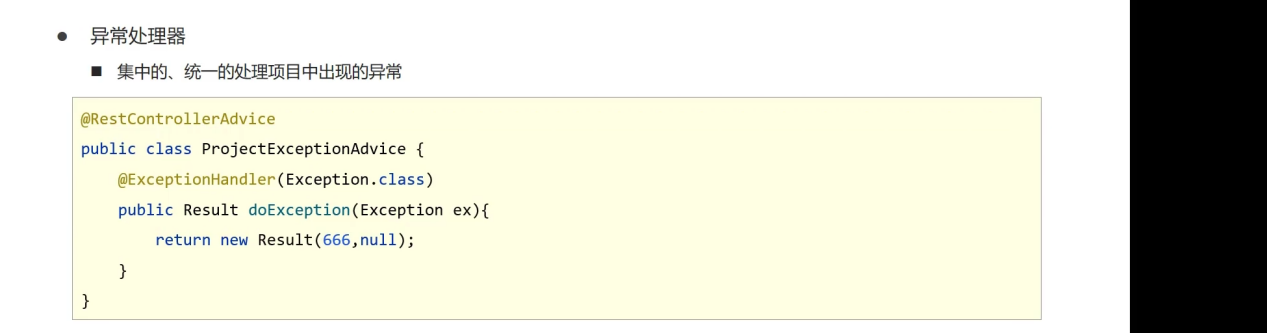 ● 异常处理器
■ 集中的、统一的处理项目中出现的异常
@RestControllerAdvice
public class ProjectExceptionAdvice {
    @ExceptionHandler(Exception.class)
    public Result doException(Exception ex){
        return new Result(666,null);
    }
}